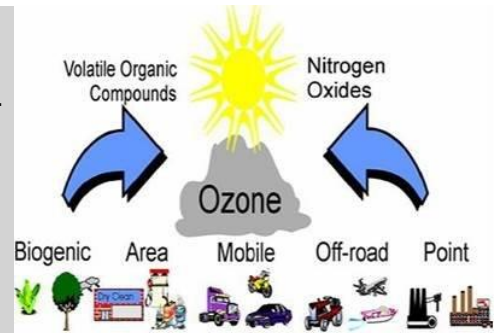 Volatile Organic
Compounds
Nitrogen
Oxides
Ozone
Biogenic Area Mobile Off-road Point
Dry Clean